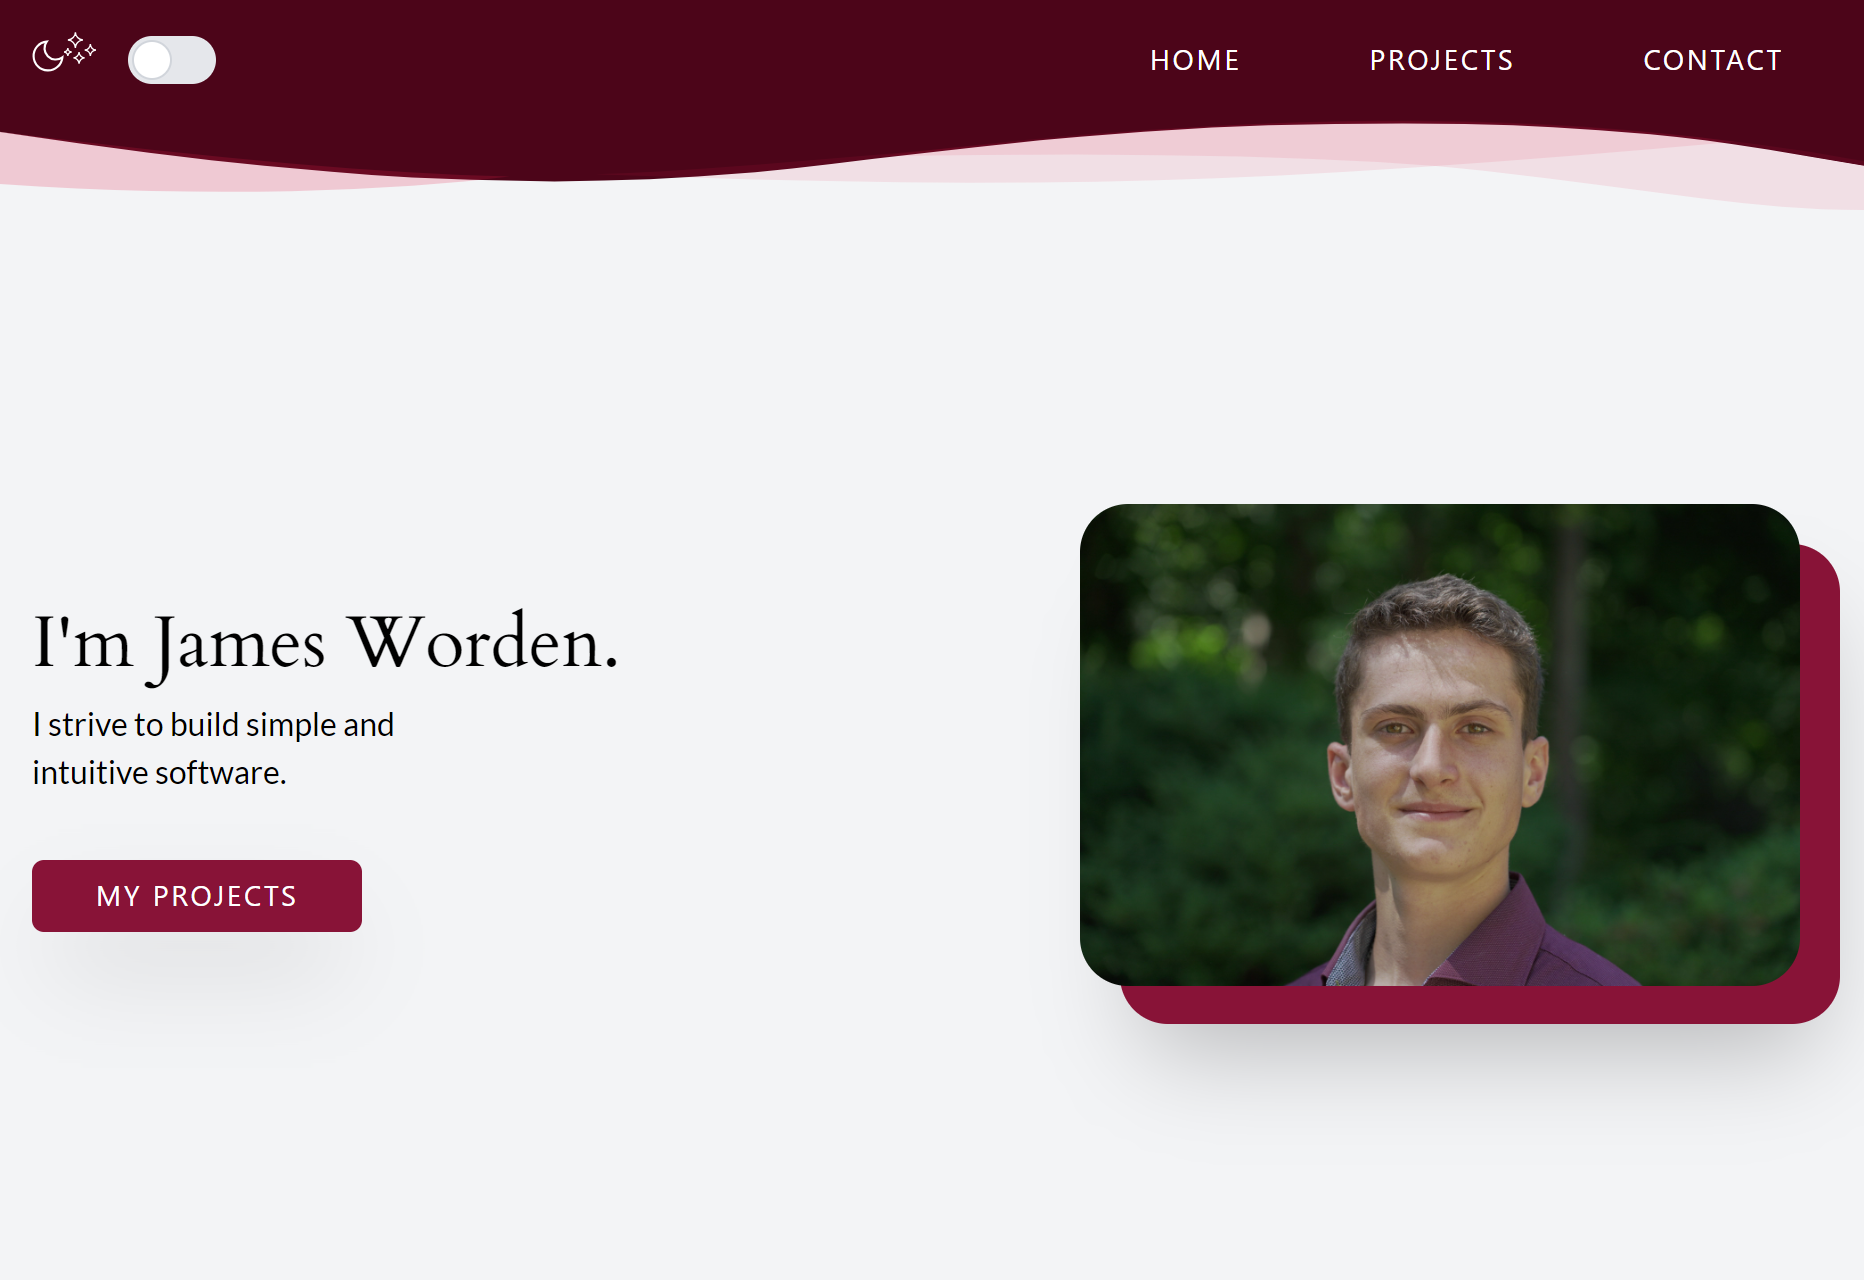 HOME PROJECTS CONTACT
I'm James Worden.
I strive to build simple and
intuitive software.
MY PROJECTS